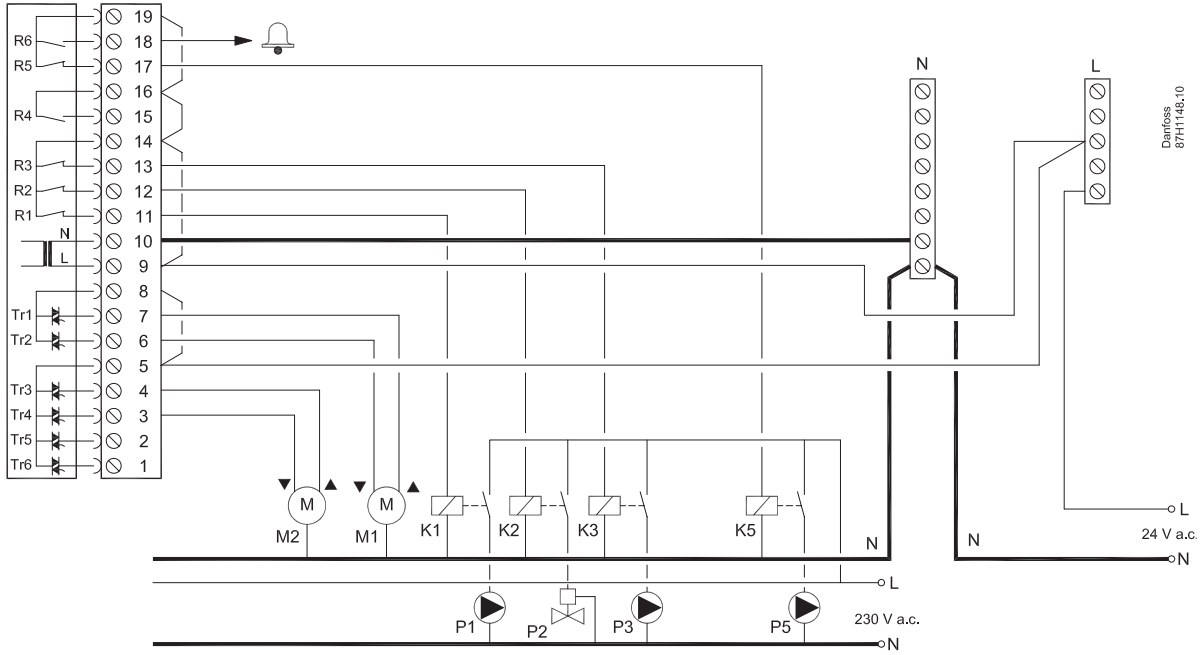 19
R6 18
R5 17
16
R4 15
14
R3 13
R2 12
R1 11
N 10
L 9
8
Tr1 7
Tr2 6
5
Tr3 4
Tr4 3
Tr5 2
Tr6 1
N
L
Danfoss
87H1148.10
M
M2
M
M1
K1
K2
K3
K5
N
N
L
24 V a.c.
N
L
P1
P2
P3
P5
230 V a.c.
N